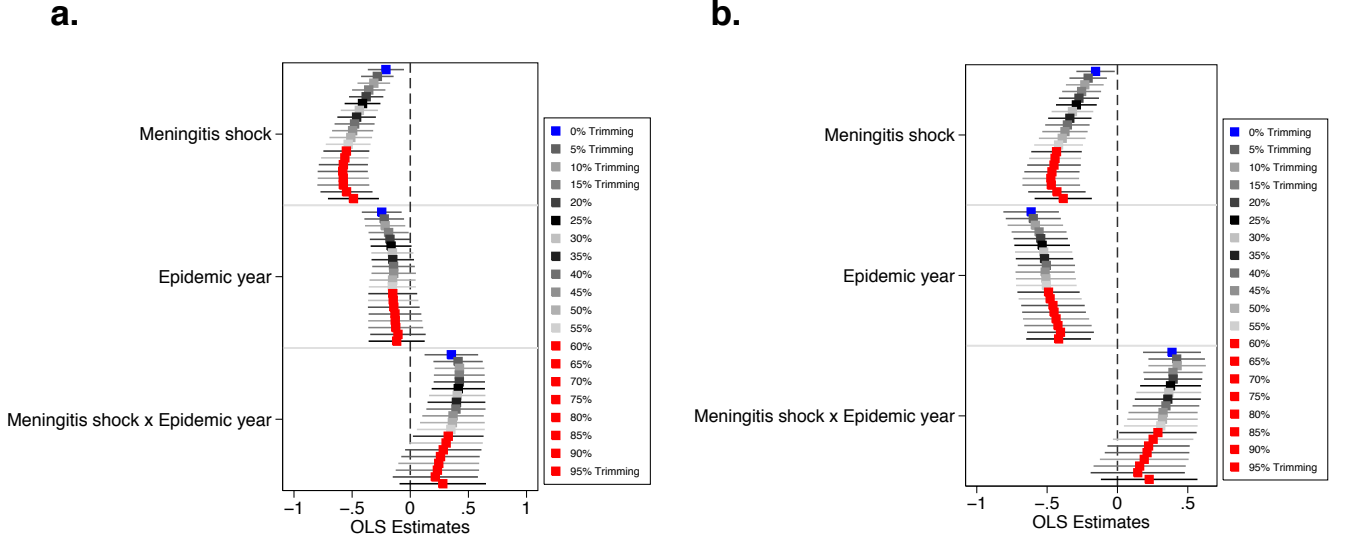 a.
Meningitis shock
Epidemic year
Meningitis shock x Epidemic year
−1 −.5 0 .5 1
OLS Estimates
0% Trimming
5% Trimming
10% Trimming
15% Trimming
20%
25%
30%
35%
40%
45%
50%
55%
60%
65%
70%
75%
80%
85%
90%
95% Trimming
b.
Meningitis shock
Epidemic year
Meningitis shock x Epidemic year
−1 −.5 0 .5
OLS Estimates
0% Trimming
5% Trimming
10% Trimming
15% Trimming
20%
25%
30%
35%
40%
45%
50%
55%
60%
65%
70%
75%
80%
85%
90%
95% Trimming